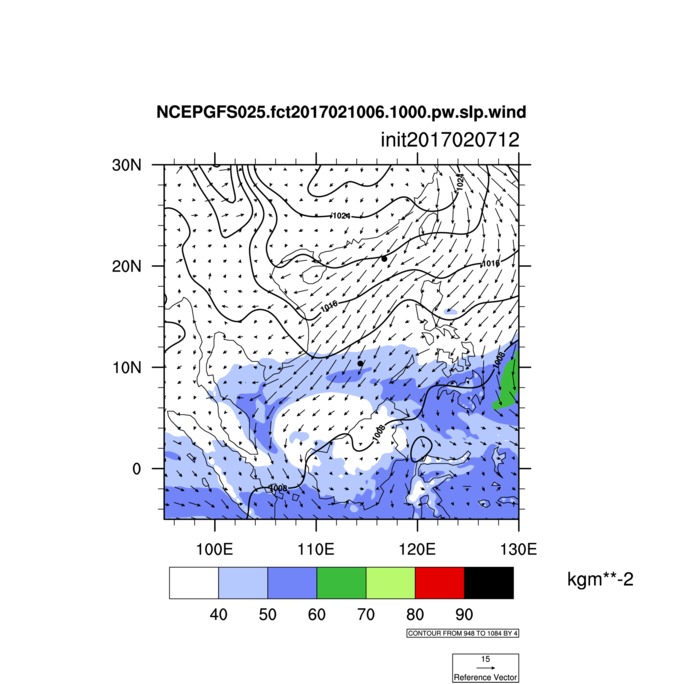 NCEPGFS025.fct2017021006.1000.pw.slp.wind
init2017020712
30N
20N
10N
0
1024
1024
1016
1016
1008
1008
1008
100E 110E 120E 130E
40 50 60 70 80 90
kgm**-2
CONTOUR FROM 948 TO 1084 BY 4
15
Reference Vector